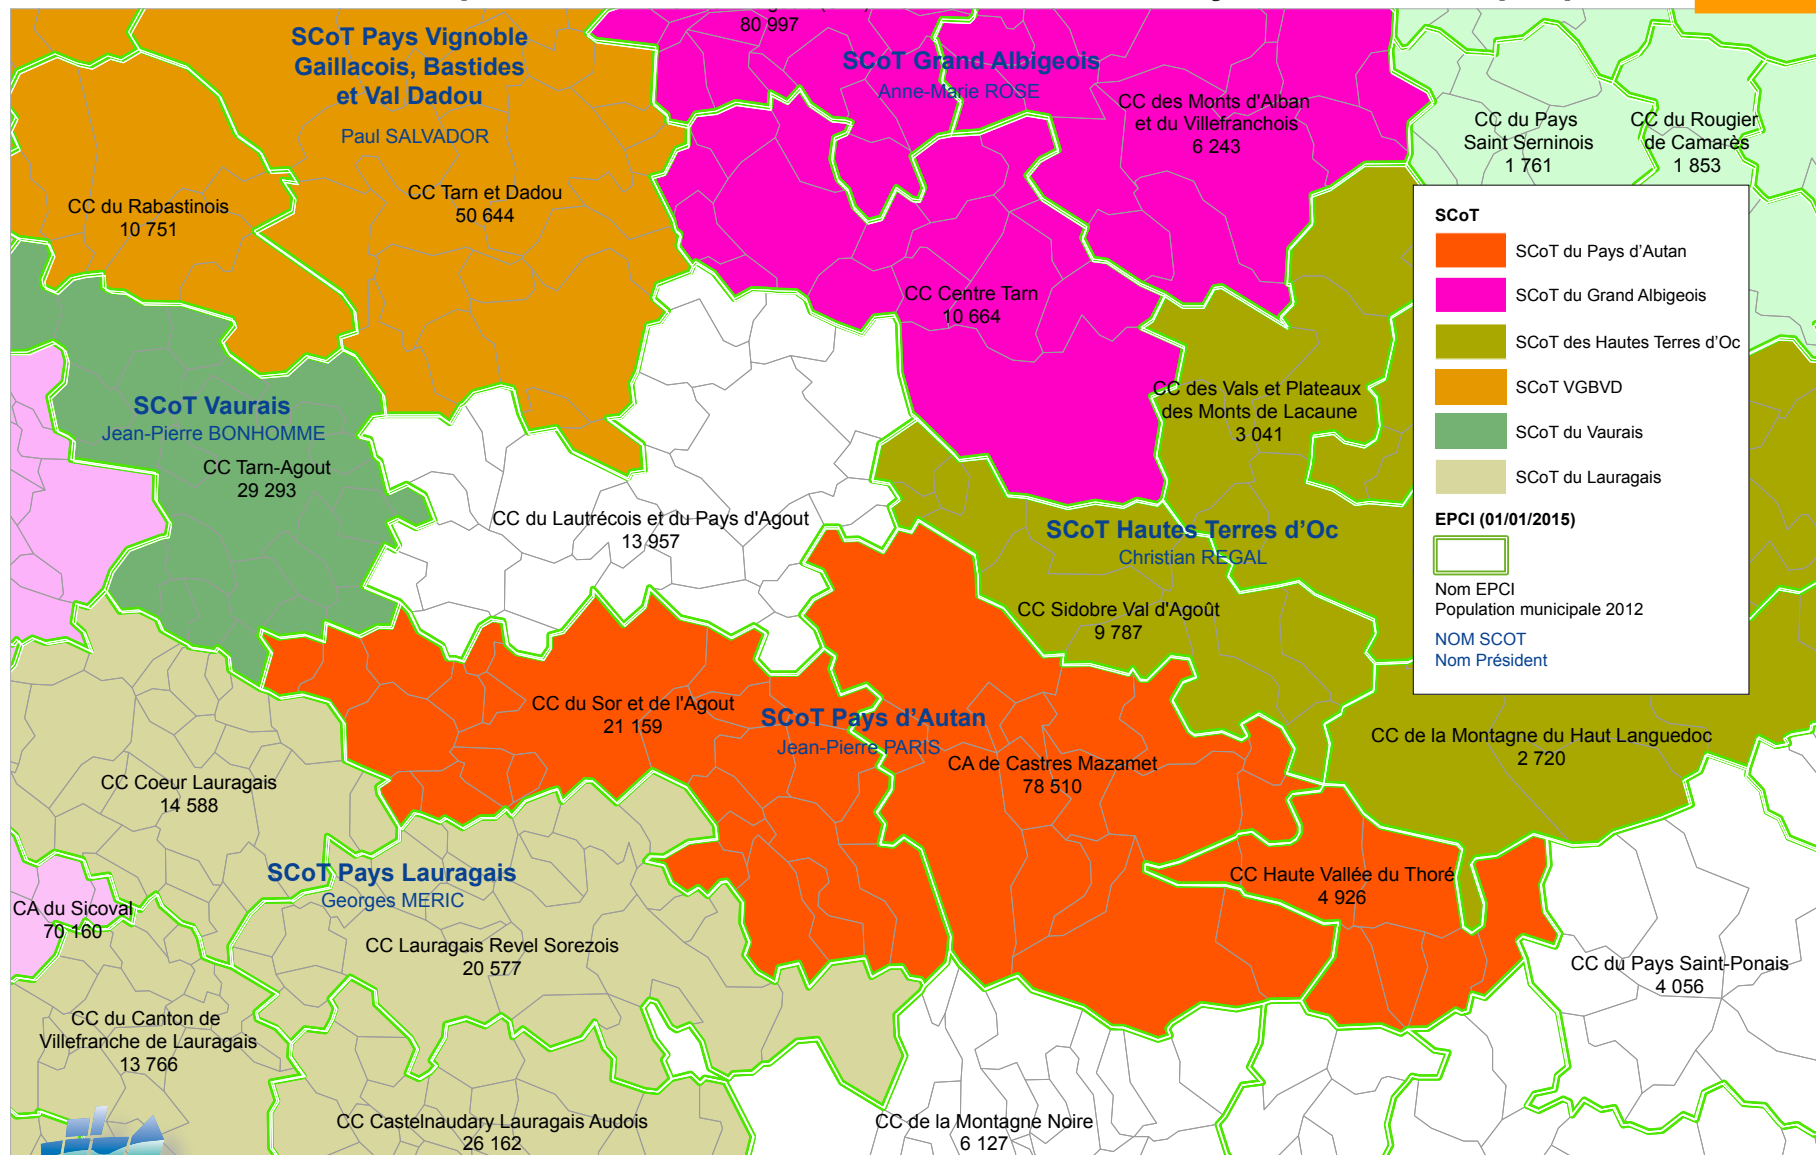 80 997
SCoT Pays Vignoble
Gaillacois, Bastides
et Val Dadou
Paul SALVADOR
SCoT Grand Albigeois
Anne-Marie ROSE
CC des Monts d'Alban
et du Villefranchois
6 243
CC du Pays
Saint Serninois
1 761
CC du Rougier
de Camarès
1 853
CC du Rabastinois
10 751
CC Tarn et Dadou
50 644
CC Centre Tarn
10 664
SCoT
SCoT du Pays d'Autan
SCoT du Grand Albigeois
SCoT des Hautes Terres d'Oc
SCoT VGBVD
SCoT du Vaurais
SCoT du Lauragais
EPCI (01/01/2015)
Nom EPCI
Population municipale 2012
NOM SCOT
Nom Président
SCoT Vaurais
Jean-Pierre BONHOMME
CC Tarn-Agout
29 293
CC des Vals et Plateaux
des Monts de Lacaune
3 041
CC du Lautrécois et du Pays d'Agout
13 957
SCoT Hautes Terres d'Oc
Christian REGAL
CC Sidobre Val d'Agoût
9 787
CC du Sor et de l'Agout
21 159
SCoT Pays d'Autan
Jean-Pierre PARIS
CA de Castres Mazamet
78 510
CC de la Montagne du Haut Languedoc
2 720
CC Coeur Lauragais
14 588
SCoT Pays Lauragais
Georges MERIC
CC Haute Vallée du Thoré
4 926
CA du Sicoval
70 160
CC Lauragais Revel Sorezois
20 577
CC du Pays Saint-Ponais
4 056
CC du Canton de
Villefranche de Lauragais
13 766
CC Castelnaudary Lauragais Audois
26 162
CC de la Montagne Noire
6 127